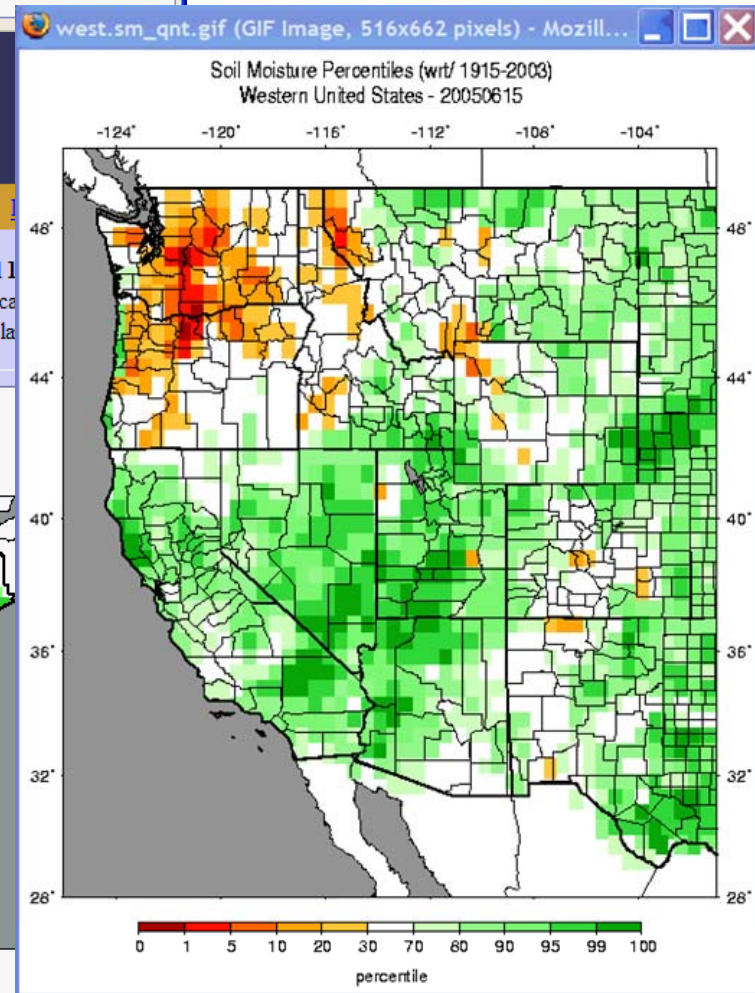 west.sm_qnt.gif (GIF Image, 516x662 pixels) - Mozill...
Soil Moisture Percentiles (wrt/ 1915-2003)
Western United States - 20050615
-124° -120° -116° -112° -108° -104°
48°
44°
40°
36°
32°
28°
0 1 5 10 20 30 70 80 90 95 99 100
percentile